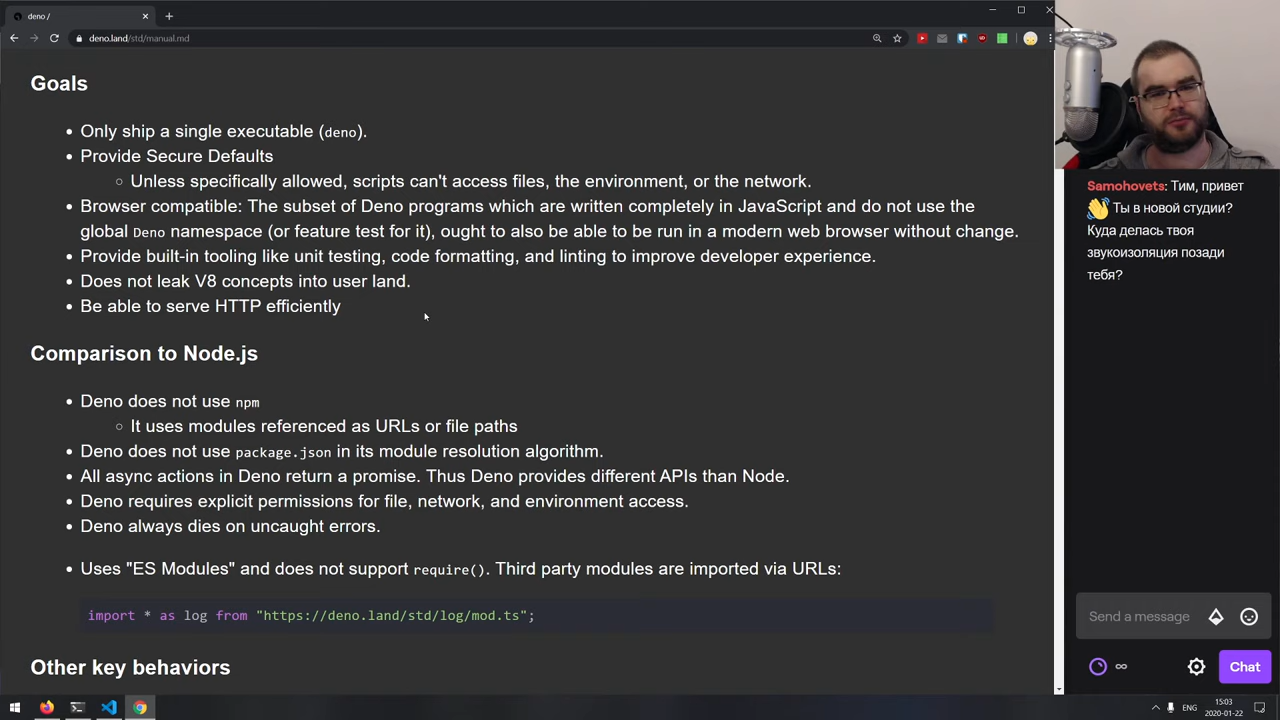 deno /
deno.land/std/manual.md
Goals
Only ship a single executable (deno).
Provide Secure Defaults
Unless specifically allowed, scripts can't access files, the environment, or the network.
Browser compatible: The subset of Deno programs which are written completely in JavaScript and do not use the
global Deno namespace (or feature test for it), ought to also be able to be run in a modern web browser without change.
Provide built-in tooling like unit testing, code formatting, and linting to improve developer experience.
Does not leak V8 concepts into user land.
Be able to serve HTTP efficiently
Comparison to Node.js
Deno does not use npm
It uses modules referenced as URLs or file paths
Deno does not use package.json in its module resolution algorithm.
All async actions in Deno return a promise. Thus Deno provides different APIs than Node.
Deno requires explicit permissions for file, network, and environment access.
Deno always dies on uncaught errors.
Uses "ES Modules" and does not support require(). Third party modules are imported via URLs:
import * as log from "https://deno.land/std/log/mod.ts";
Other key behaviors
Samohovets: Тим, привет
👋 Ты в новой студии?
Куда делась твоя
звукоизоляция позади
тебя?
Send a message
∞
Chat
ENG
15:03
2020-01-22